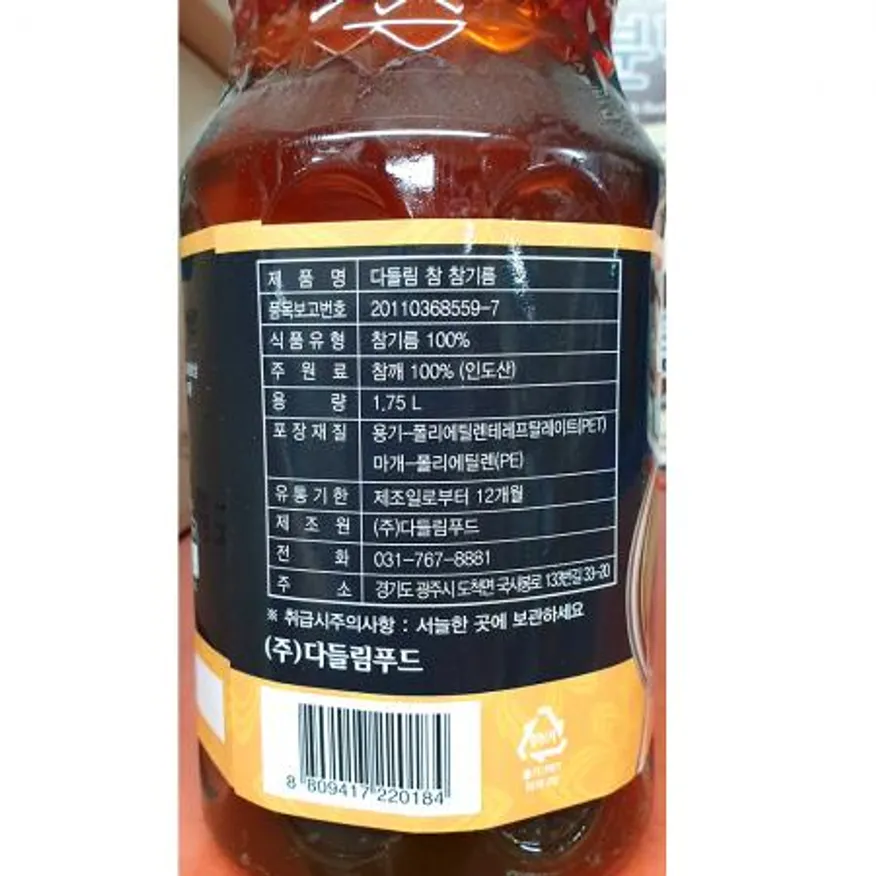 제 품 명 다들림 참 참기름
품목보고번호 20110368559-7
식품유형 참기름 100%
주 원 료 참깨 100% (인도산)
용 량 1.75 L
포장재질 용기-폴리에틸렌테레프탈레이트(PET)
마개-폴리에틸렌(PE)
유통기한 제조일로부터 12개월
제 조 원 (주)다들림푸드
전 화 031-767-8881
주 소 경기도 광주시 도척면 국사봉로 133번길 33-20
※ 취급시주의사항 : 서늘한 곳에 보관하세요
(주)다들림푸드
8 809417 220184